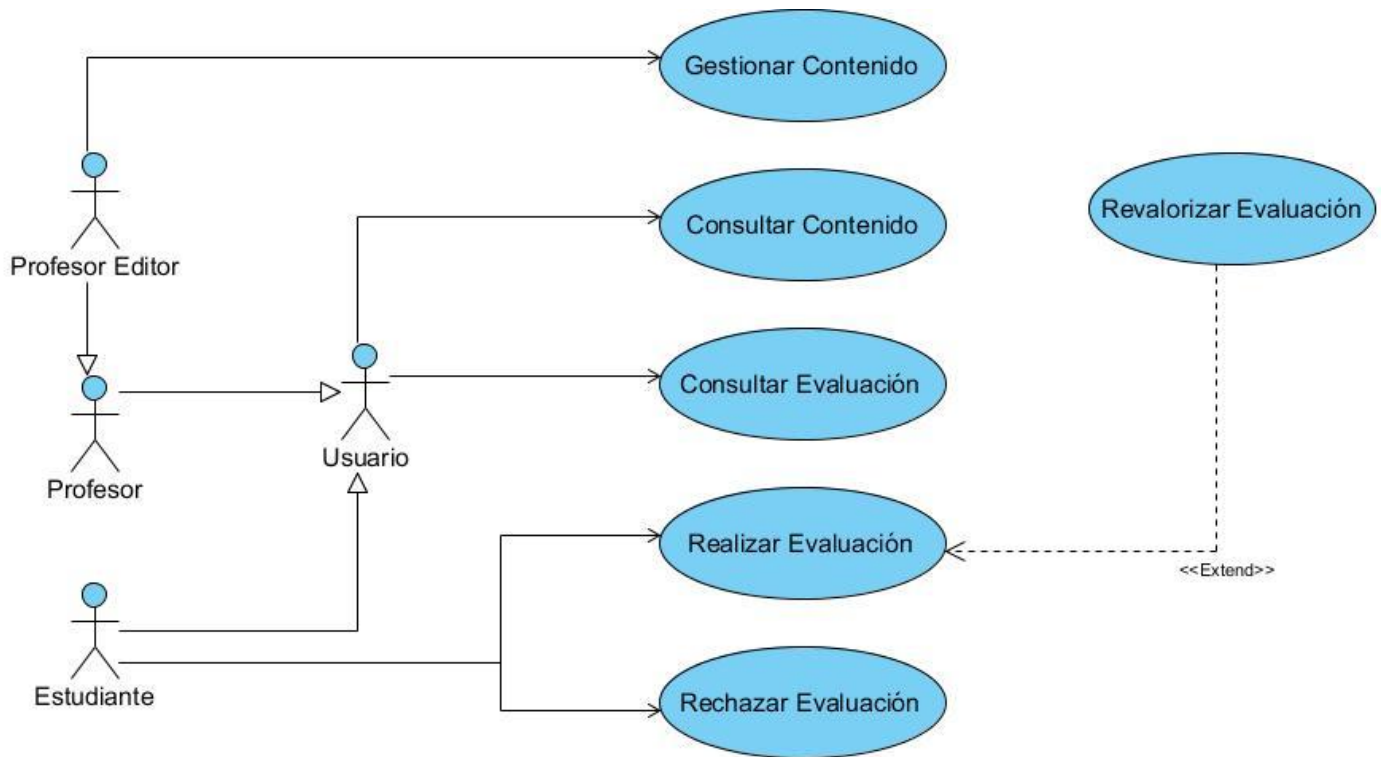 Gestionar Contenido
Consultar Contenido
Revalorizar Evaluación
Profesor Editor
Consultar Evaluación
Usuario
Profesor
Realizar Evaluación
<<Extend>>
Estudiante
Rechazar Evaluación